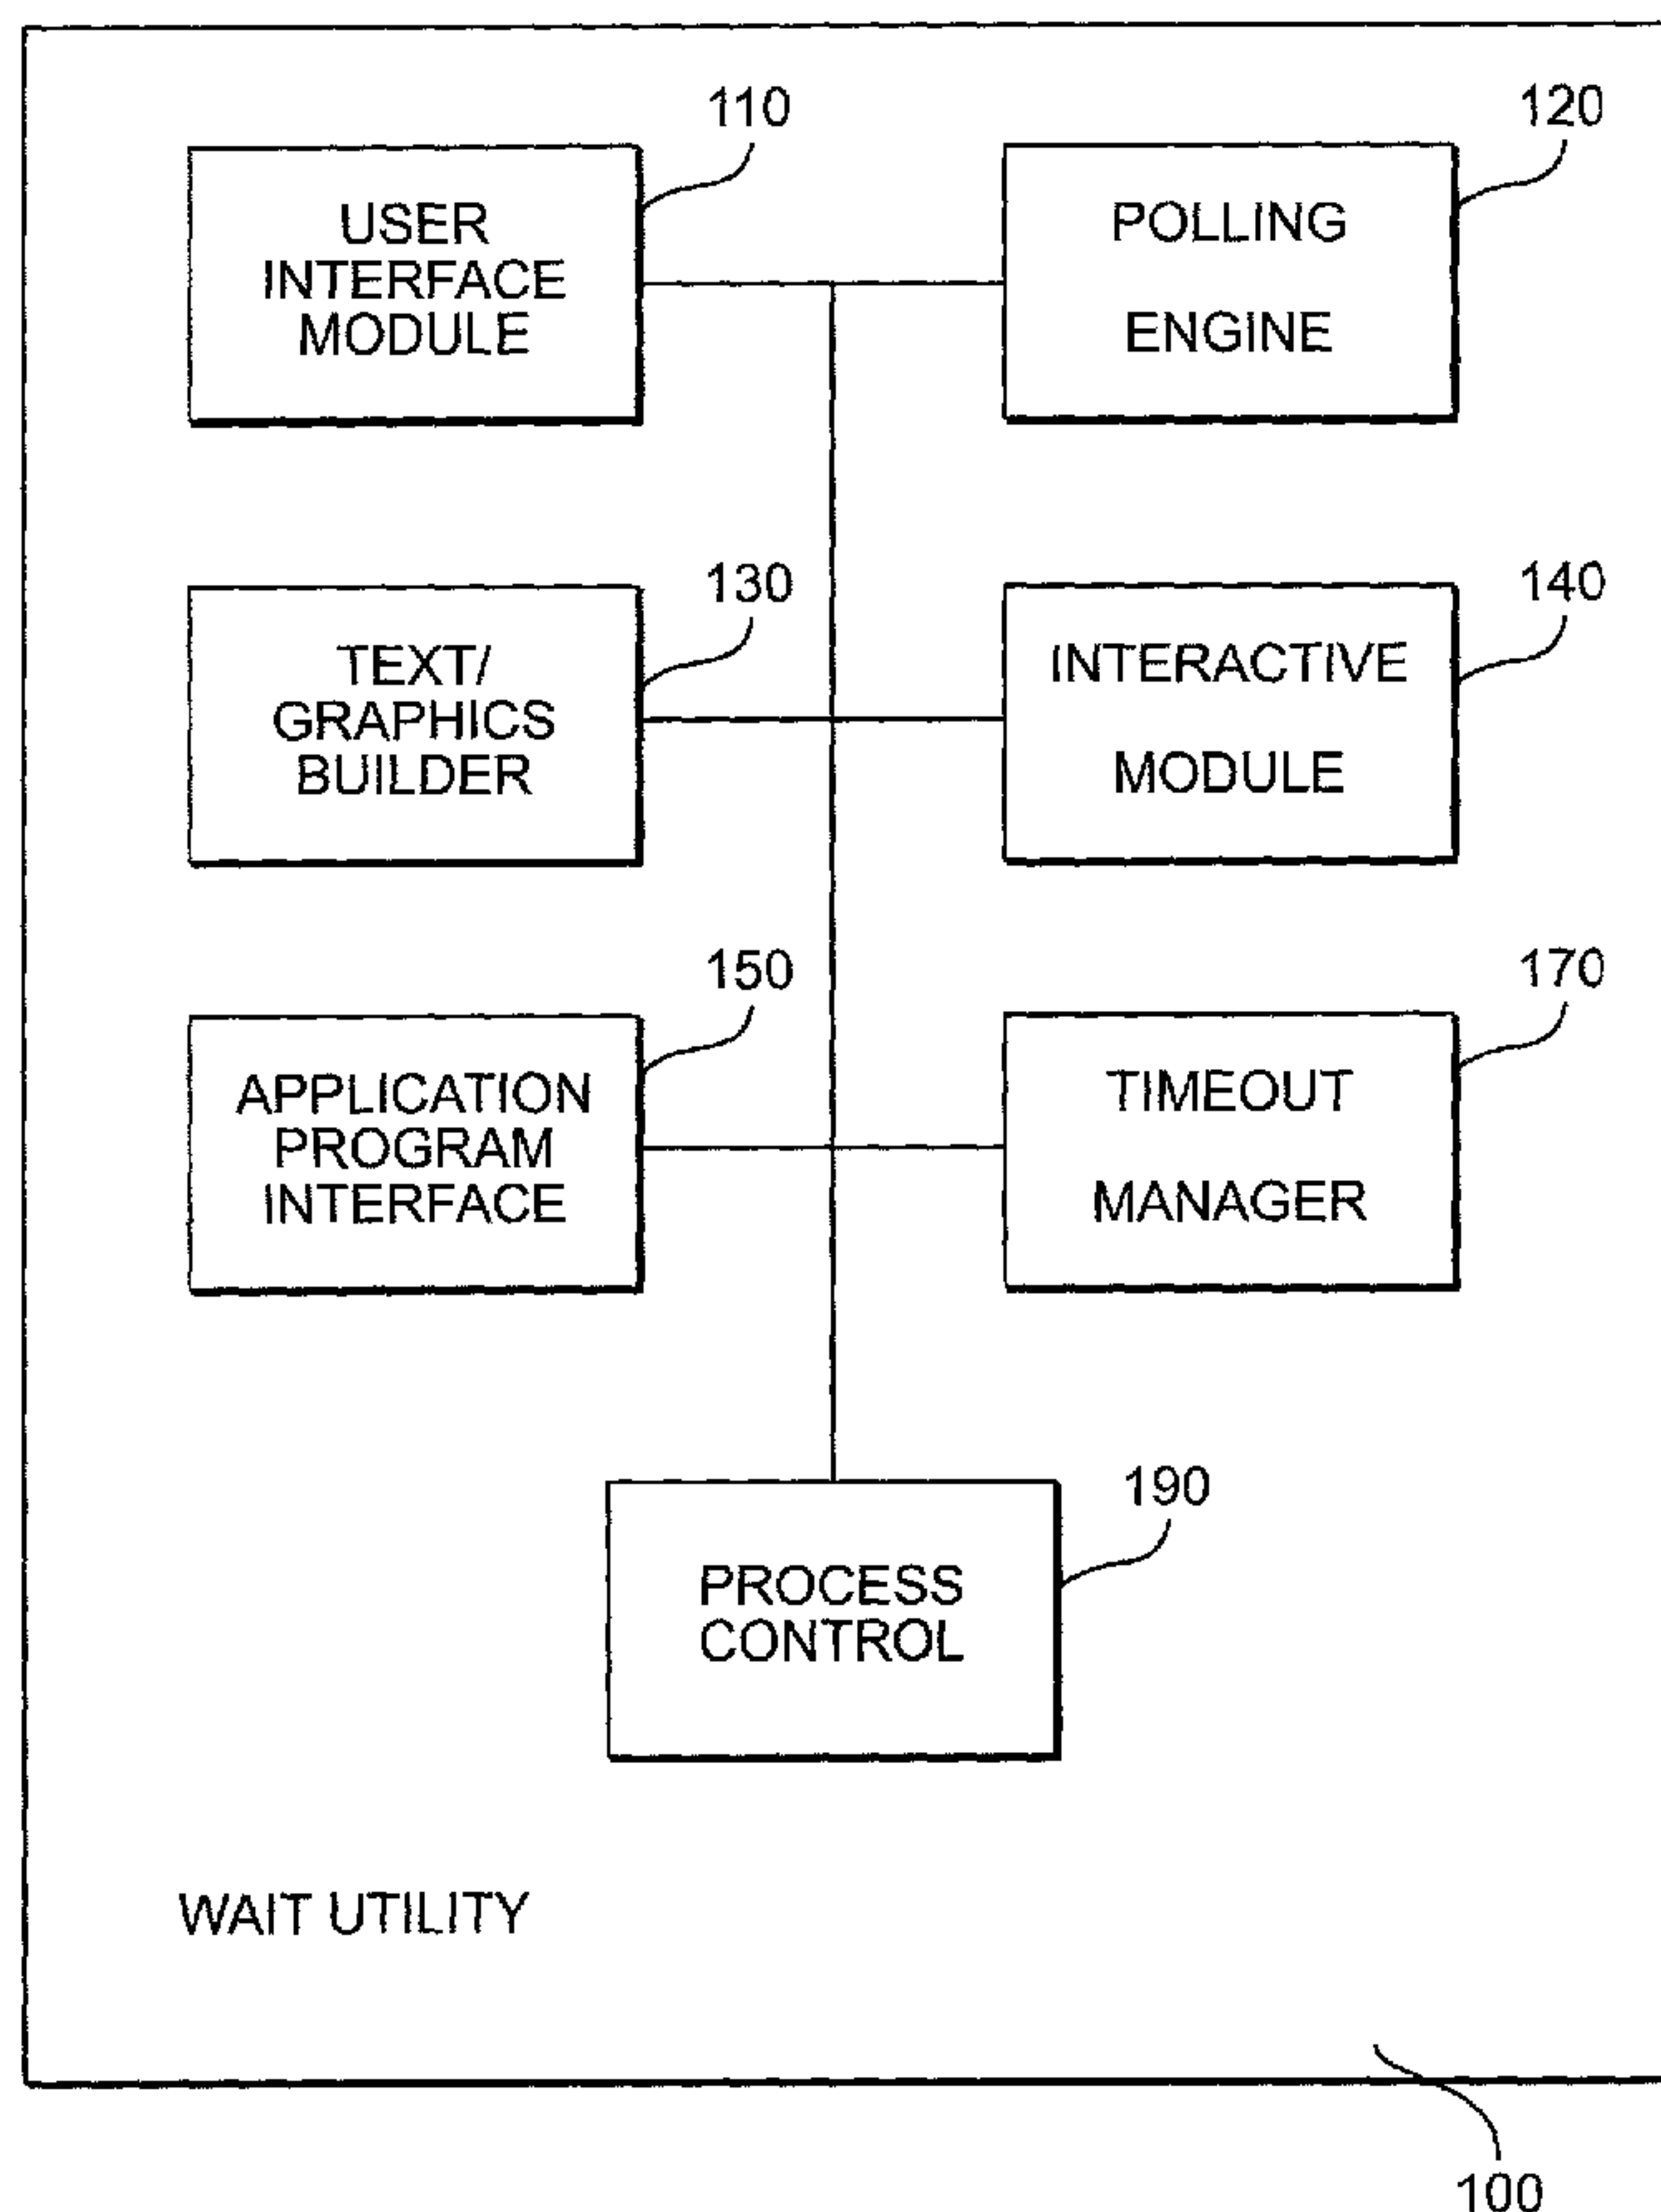 110
USER
INTERFACE
MODULE
120
POLLING
ENGINE
130
TEXT/
GRAPHICS
BUILDER
140
INTERACTIVE
MODULE
150
APPLICATION
PROGRAM
INTERFACE
170
TIMEOUT
MANAGER
190
PROCESS
CONTROL
WAIT UTILITY
100